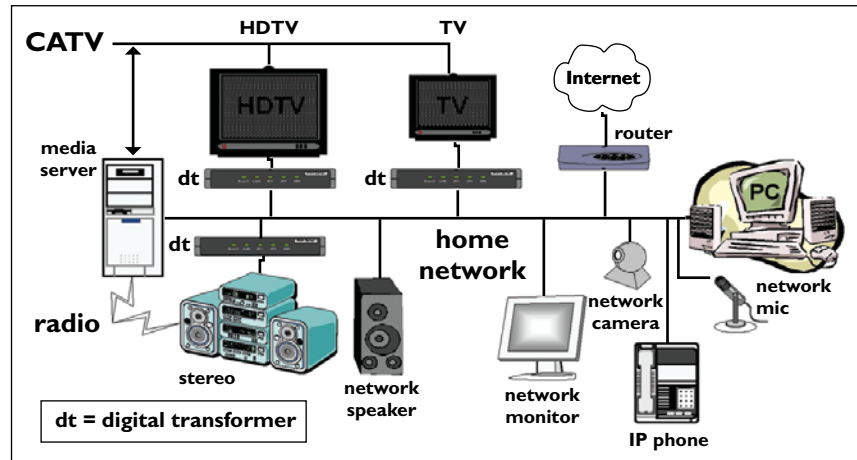 CATV
HDTV
TV
HDTV
TV
Internet
router
media
server
dt
dt
PC
dt
home
network
network
camera
network
mic
radio
stereo
network
speaker
network
monitor
IP phone
dt = digital transformer